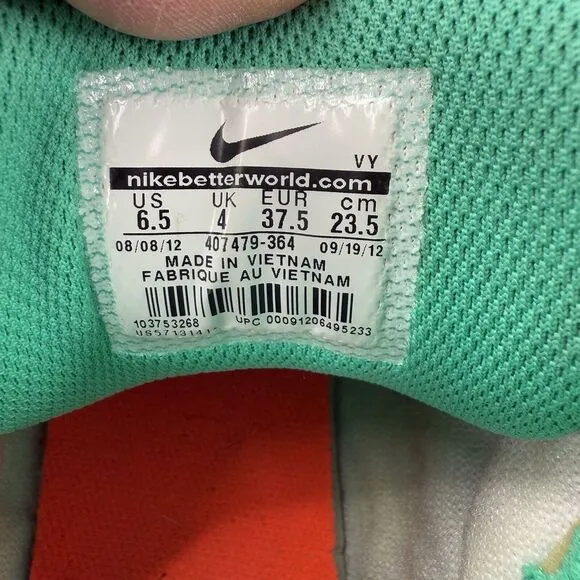 VY
nikebetterworld.com
US UK EUR cm
6.5 4 37.5 23.5
08/08/12 407479-364 09/19/12
MADE IN VIETNAM
FABRIQUE AU VIETNAM
103753268 UPC 00091206495233